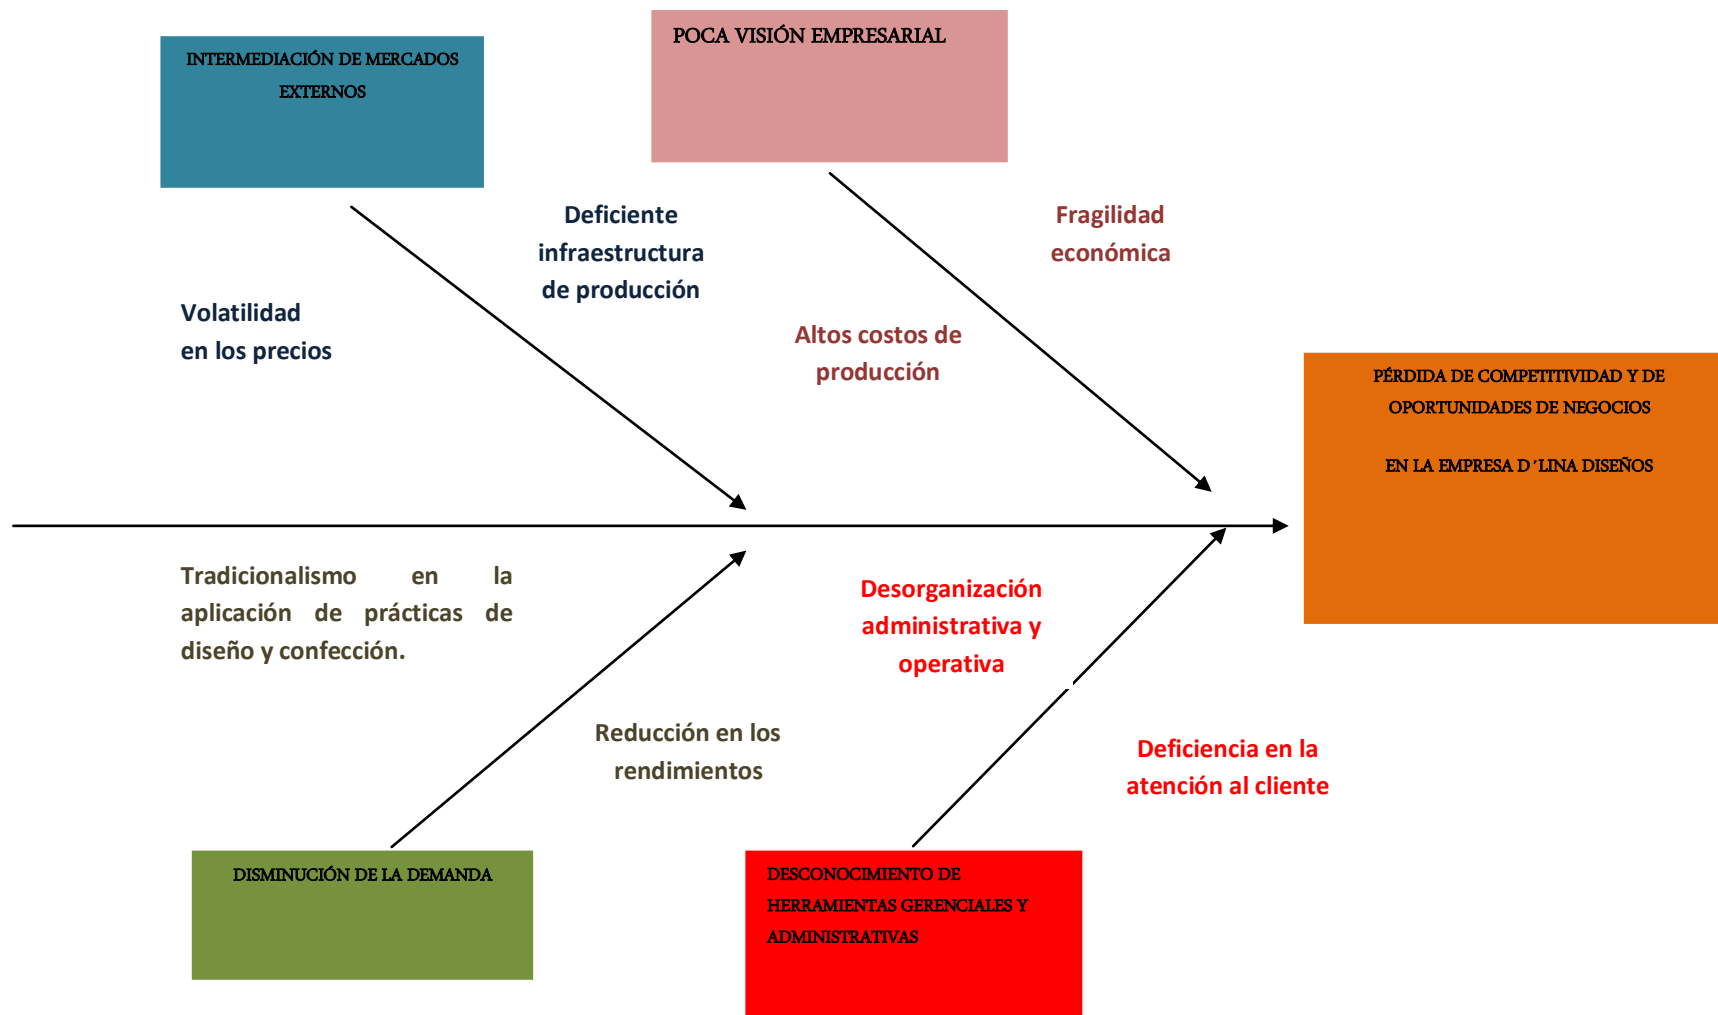 INTERMEDIACIÓN DE MERCADOS
EXTERNOS
POCA VISIÓN EMPRESARIAL
Deficiente
infraestructura
de producción
Fragilidad
económica
Volatilidad
en los precios
Altos costos de
producción
PÉRDIDA DE COMPETITIVIDAD Y DE
OPORTUNIDADES DE NEGOCIOS
EN LA EMPRESA D´LINA DISEÑOS
Tradicionalismo en la
aplicación de prácticas de
diseño y confección.
Desorganización
administrativa y
operativa
Reducción en los
rendimientos
Deficiencia en la
atención al cliente
DISMINUCIÓN DE LA DEMANDA
DESCONOCIMIENTO DE
HERRAMIENTAS GERENCIALES Y
ADMINISTRATIVAS